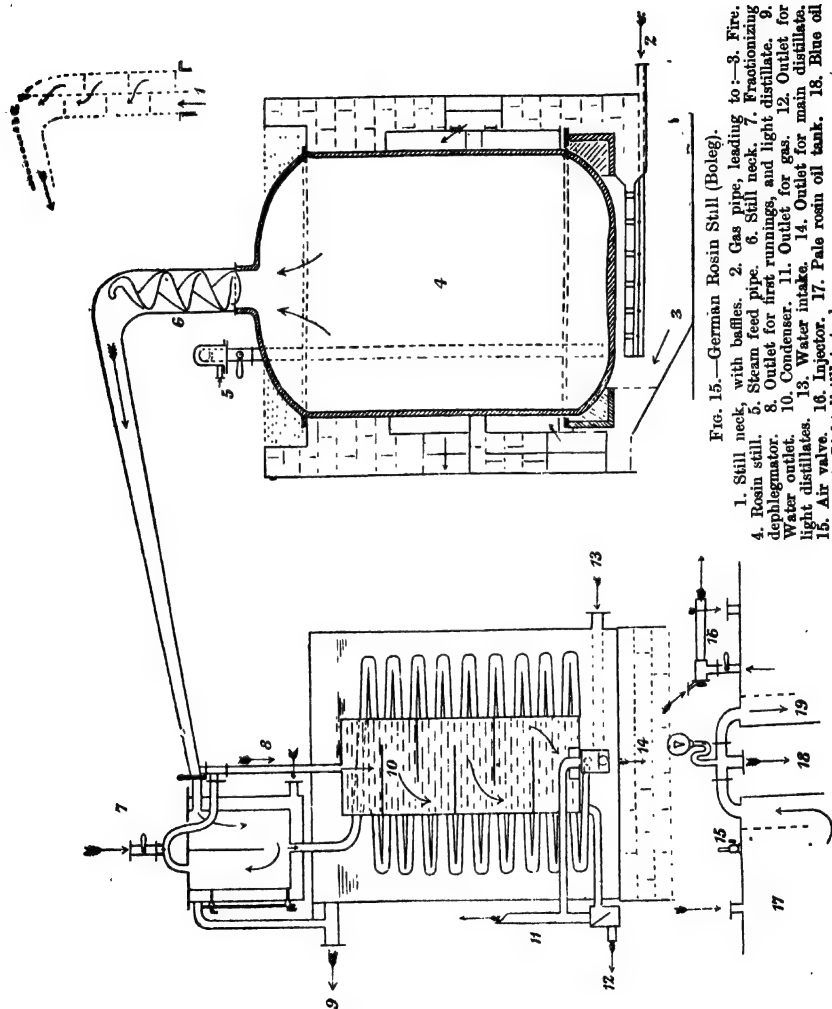 1
2
3
4
5
6
7
8
9
10
11
12
13
14
15
16
17
18
19
FIG. 15.—German Rosin Still (Boleg).
1. Still neck, with baffles. 2. Gas pipe, leading to:—3. Fire.
4. Rosin still. 5. Steam feed pipe. 6. Still neck. 7. Fractionizing
dephlegmator. 8. Outlet for first runnings, and light distillate. 9.
Water outlet. 10. Condenser. 11. Outlet for gas. 12. Outlet for
light distillates. 13. Water intake. 14. Outlet for main distillate.
15. Air valve. 16. Injector. 17. Pale rosin oil tank. 18. Blue oil